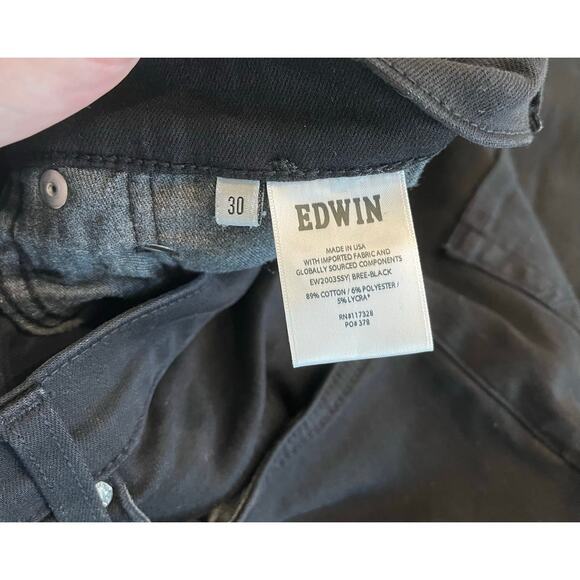 30
EDWIN
MADE IN USA
WITH IMPORTED FABRIC AND
GLOBALLY SOURCED COMPONENTS
EW2003SSY| BREE-BLACK
89% COTTON / 6% POLYESTER /
5% LYCRA®
RN#117328
PO# 378